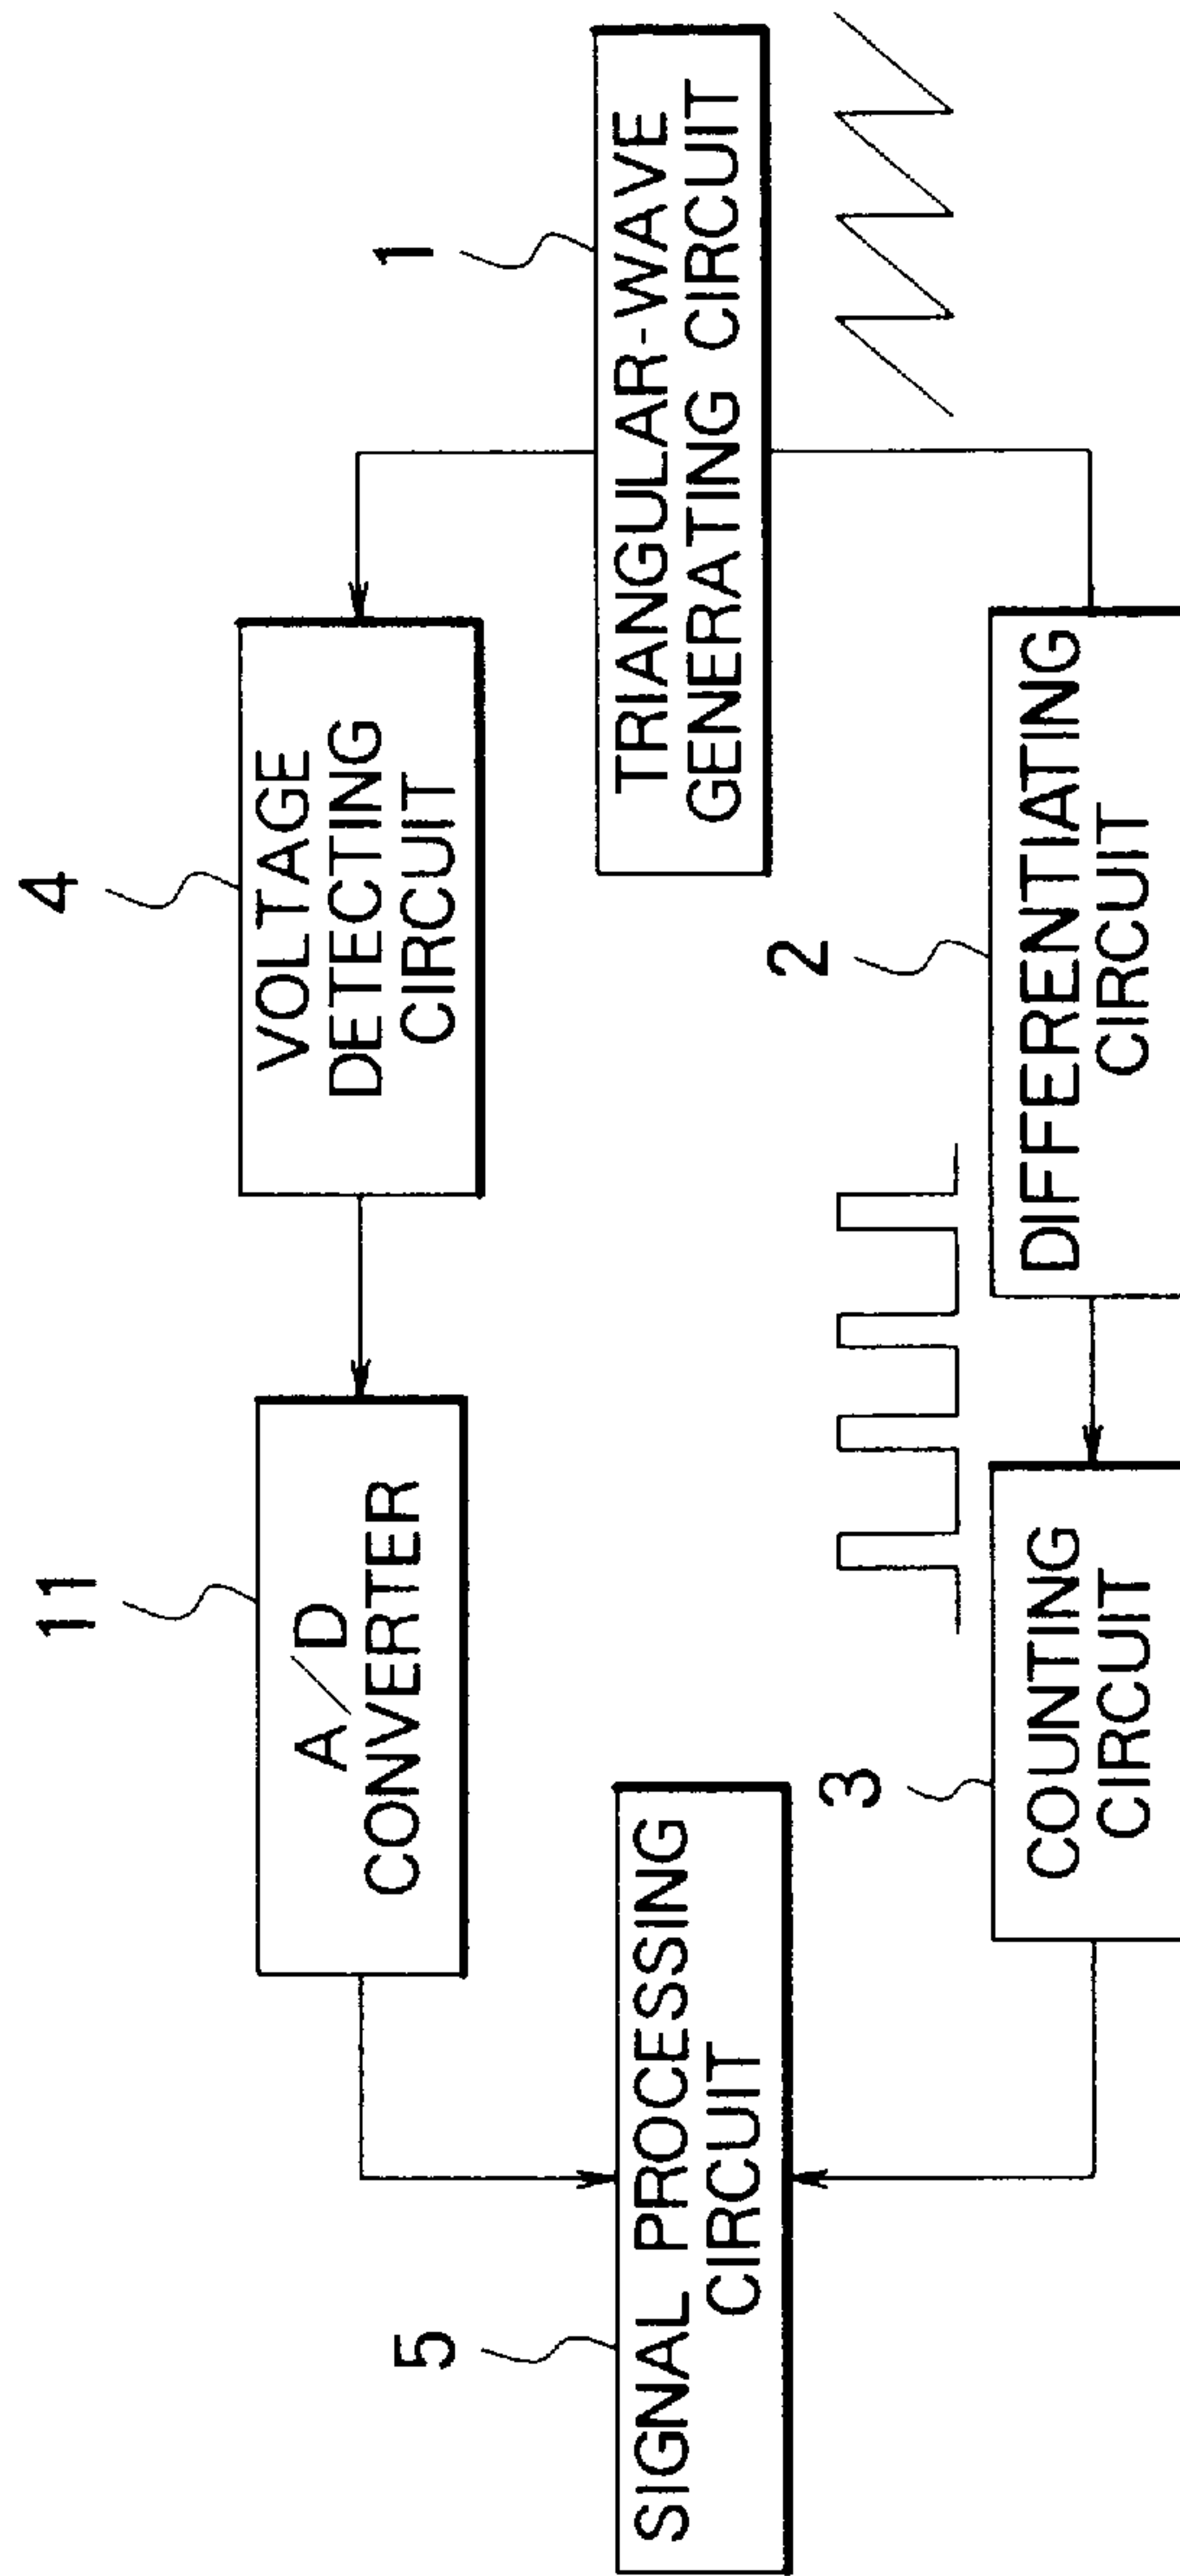 4
VOLTAGE
DETECTING
CIRCUIT
11
A/D
CONVERTER
1
TRIANGULAR-WAVE
GENERATING CIRCUIT
5
SIGNAL PROCESSING
CIRCUIT
2
DIFFERENTIATING
CIRCUIT
3
COUNTING
CIRCUIT